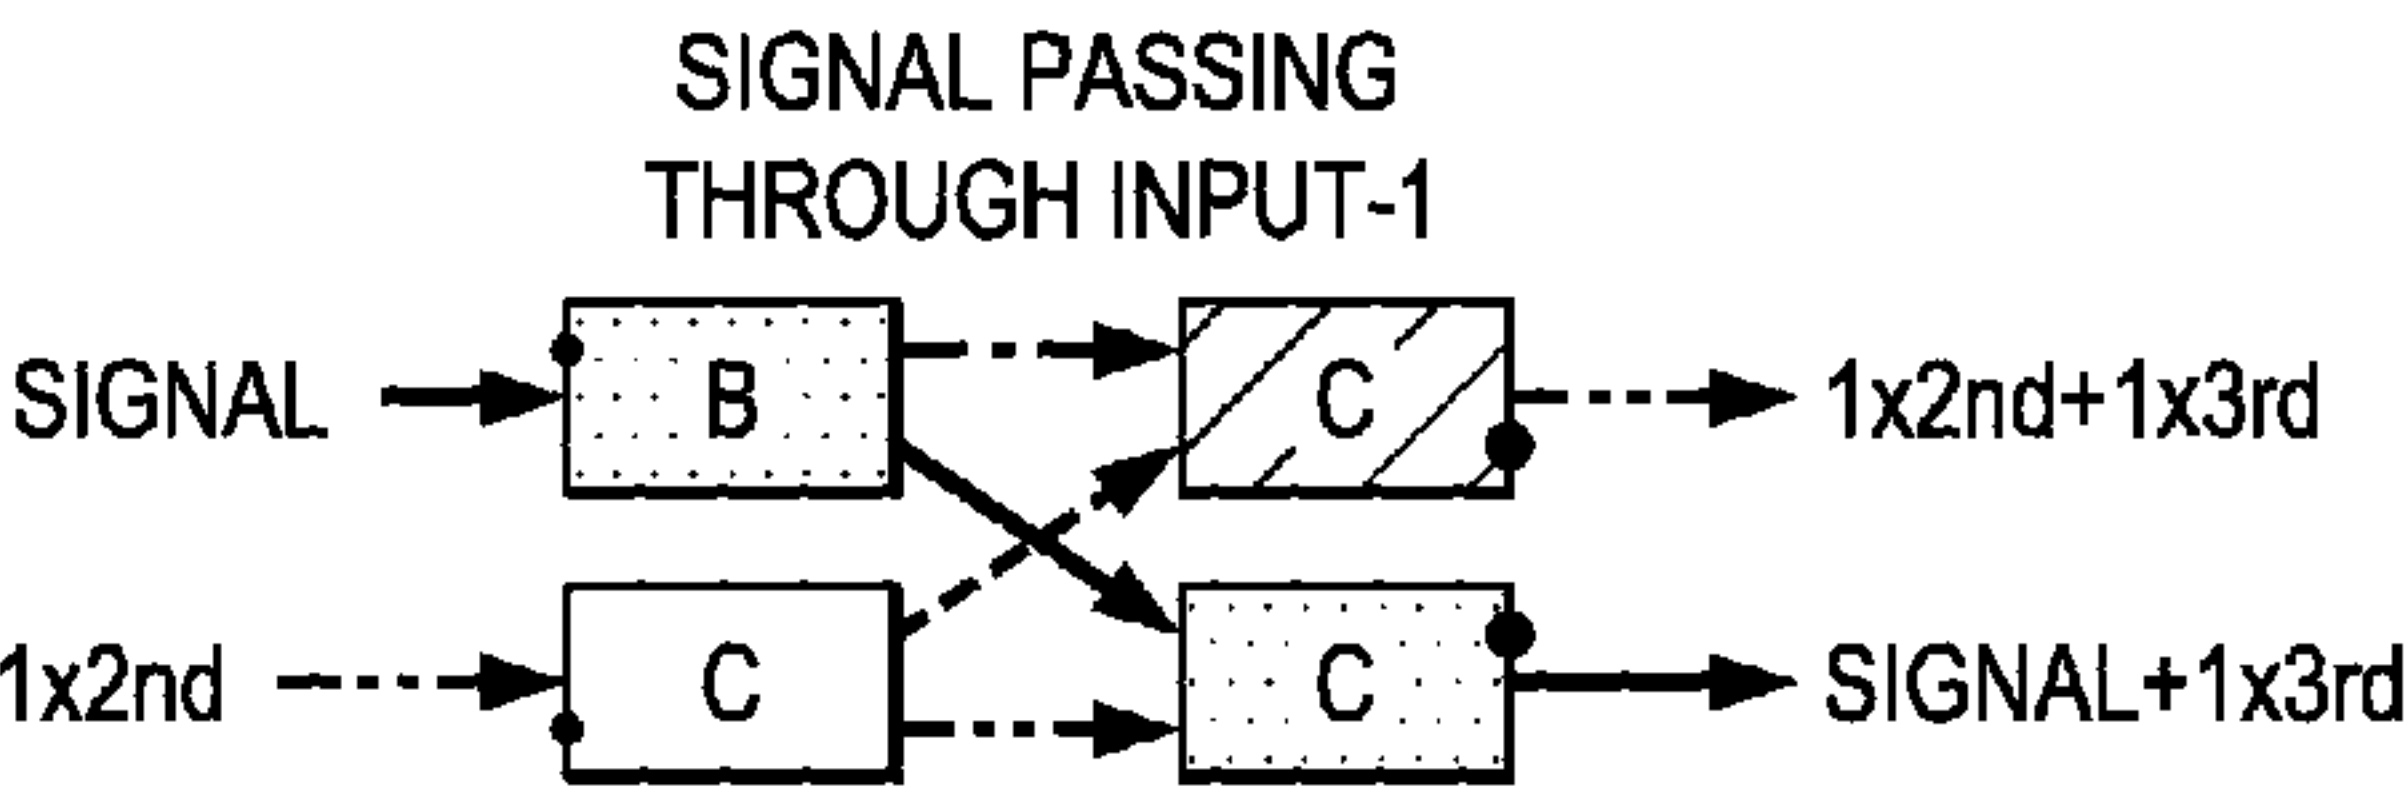 SIGNAL PASSING
THROUGH INPUT-1
SIGNAL B C 1x2nd+1x3rd
1x2nd C C SIGNAL+1x3rd